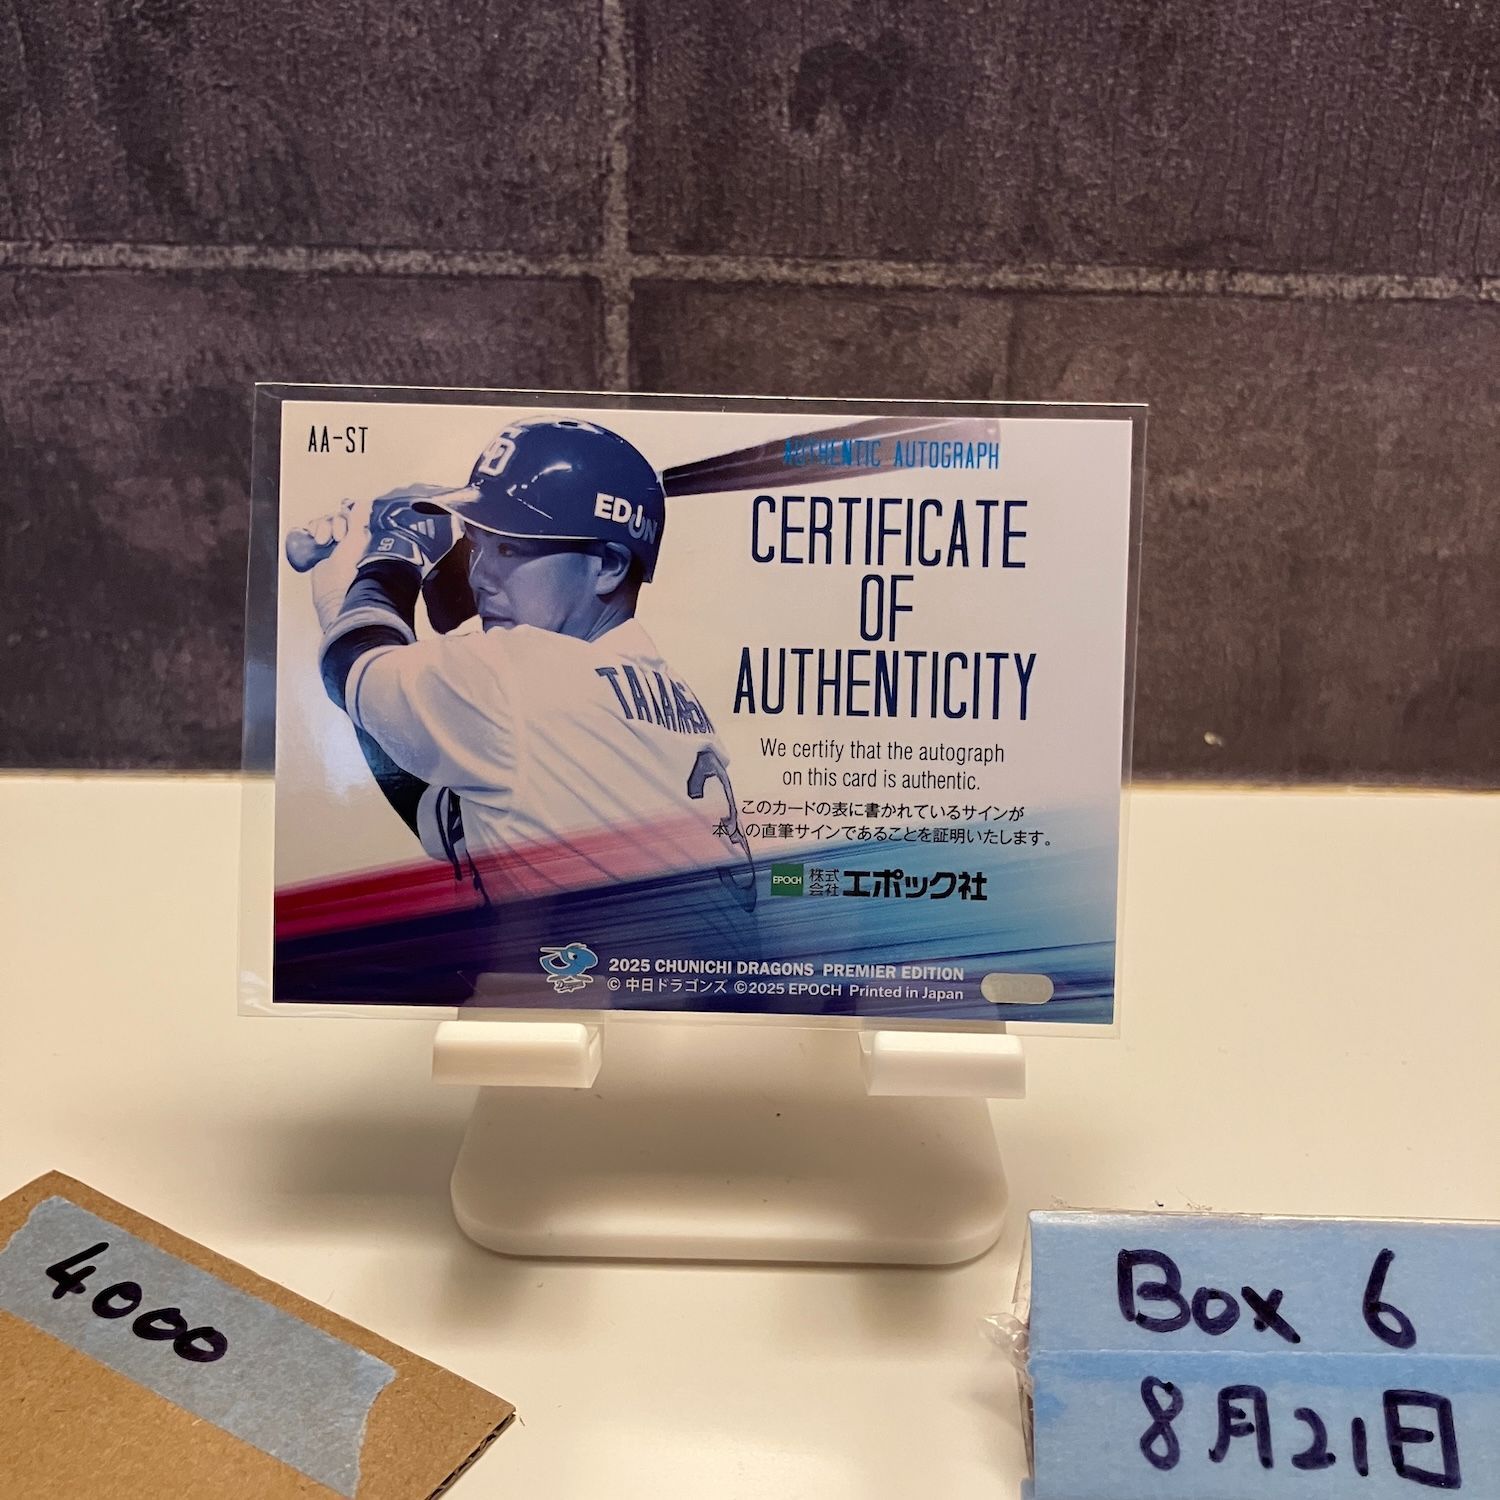 AA-ST
AUTHENTIC AUTOGRAPH
EDION
CERTIFICATE
OF
AUTHENTICITY
We certify that the autograph
on this card is authentic.
このカードの表に書かれているサインが
本人の直筆サインであることを証明いたします。
EPOCH 株式会社 エポック社
2025 CHUNICHI DRAGONS PREMIER EDITION
© 中日ドラゴンズ ©2025 EPOCH Printed in Japan
4000
Box 6
8月21日